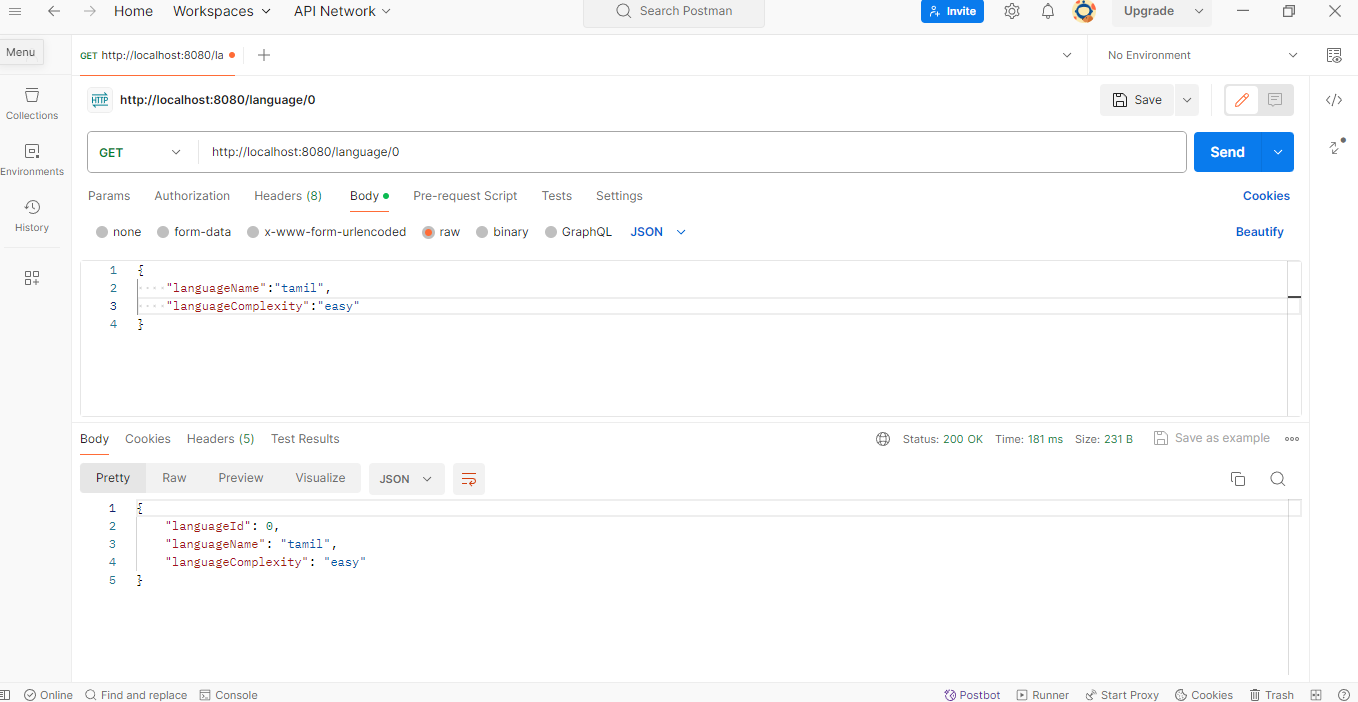 Home Workspaces API Network Search Postman Invite Upgrade
Menu
GET http://localhost:8080/la No Environment
HTTP http://localhost:8080/language/0 Save
Collections
GET http://localhost:8080/language/0 Send
Environments
Params Authorization Headers (8) Body Pre-request Script Tests Settings Cookies
History
none form-data x-www-form-urlencoded raw binary GraphQL JSON Beautify
1 {
2 "languageName":"tamil",
3 "languageComplexity":"easy"
4 }
Body Cookies Headers (5) Test Results Status: 200 OK Time: 181 ms Size: 231 B Save as example
Pretty Raw Preview Visualize JSON
1 {
2 "languageId": 0,
3 "languageName": "tamil",
4 "languageComplexity": "easy"
5 }
Online Find and replace Console Postbot Runner Start Proxy Cookies Trash